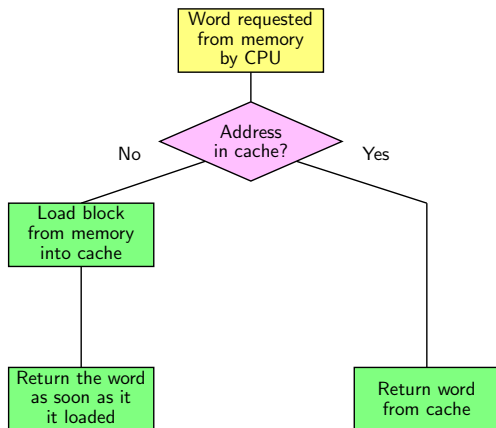 Word requested
from memory
by CPU
Address
in cache?
No
Yes
Load block
from memory
into cache
Return the word
as soon as it
it loaded
Return word
from cache